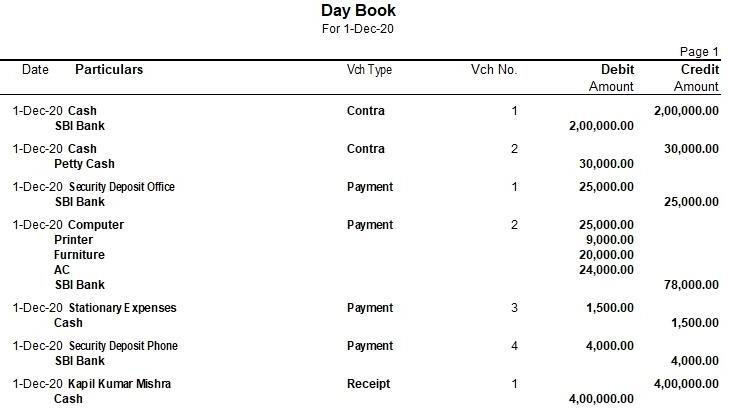 Day Book
For 1-Dec-20
Page 1
Date Particulars Vch Type Vch No. Debit Credit
Amount Amount
1-Dec-20 Cash Contra 1 2,00,000.00
SBI Bank 2,00,000.00
1-Dec-20 Cash Contra 2 30,000.00
Petty Cash 30,000.00
1-Dec-20 Security Deposit Office Payment 1 25,000.00
SBI Bank 25,000.00
1-Dec-20 Computer Payment 2 25,000.00
Printer 9,000.00
Furniture 20,000.00
AC 24,000.00
SBI Bank 78,000.00
1-Dec-20 Stationary Expenses Payment 3 1,500.00
Cash 1,500.00
1-Dec-20 Security Deposit Phone Payment 4 4,000.00
SBI Bank 4,000.00
1-Dec-20 Kapil Kumar Mishra Receipt 1 4,00,000.00
Cash 4,00,000.00